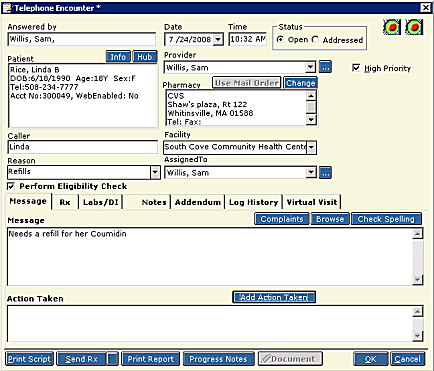 *Telephone Encounter *
Answered by
Date
Time
Status
Willis, Sam,
7 /24/2008
10:32 AM
Open
Addressed
Patient
Info
Hub
Provider
Willis, Sam
...
High Priority
Rice, Linda B
DOB:6/18/1990 Age:18Y Sex:F
Tel:508-234-7777
Acct No:300049, WebEnabled: No
Pharmacy
Use Mail Order
Change
CVS
Shaw's plaza, Rt 122
Whitinsville, MA 01588
Tel: Fax:
Caller
Facility
Linda
South Cove Community Health Cente
Reason
AssignedTo
Refills
Willis, Sam
...
Perform Eligibility Check
Message
Rx
Labs/DI
Notes
Addendum
Log History
Virtual Visit
Message
Complaints
Browse
Check Spelling
Needs a refill for her Coumidin
Action Taken
Add Action Taken
Print Script
Send Rx
Print Report
Progress Notes
Document
OK
Cancel